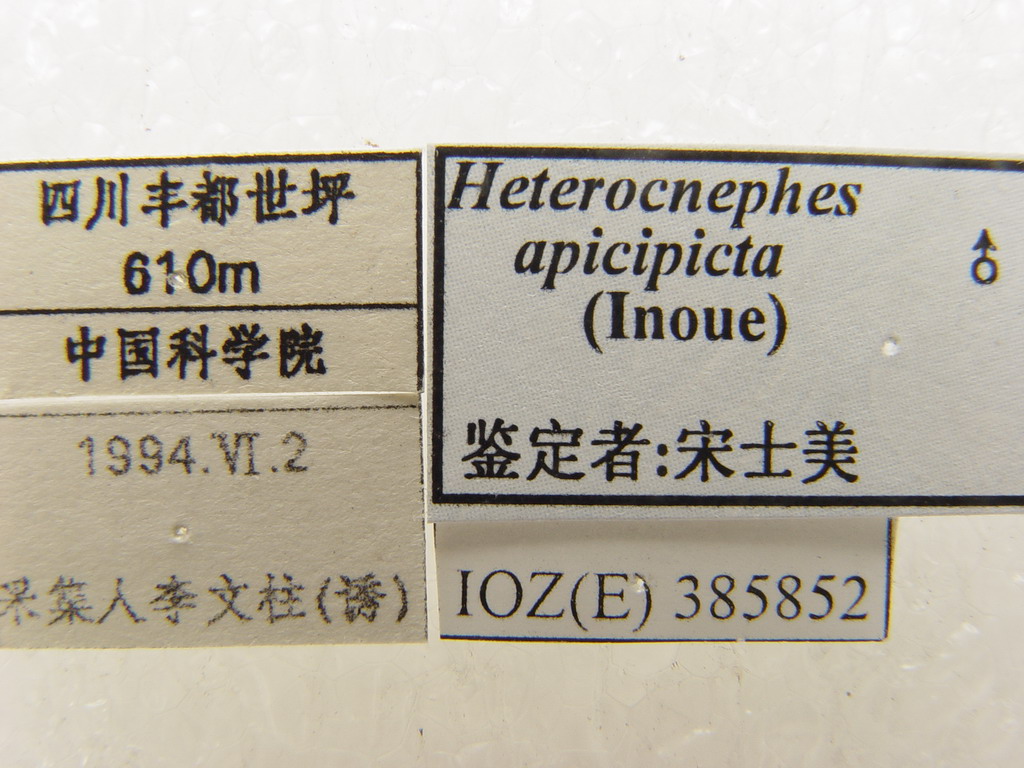 四川丰都世坪
610m
中国科学院
1994.VI.2
采集人李文柱(诱)
Heterocnephes
apicipicta
(Inoue)
♂
鉴定者:宋士美
IOZ(E) 385852